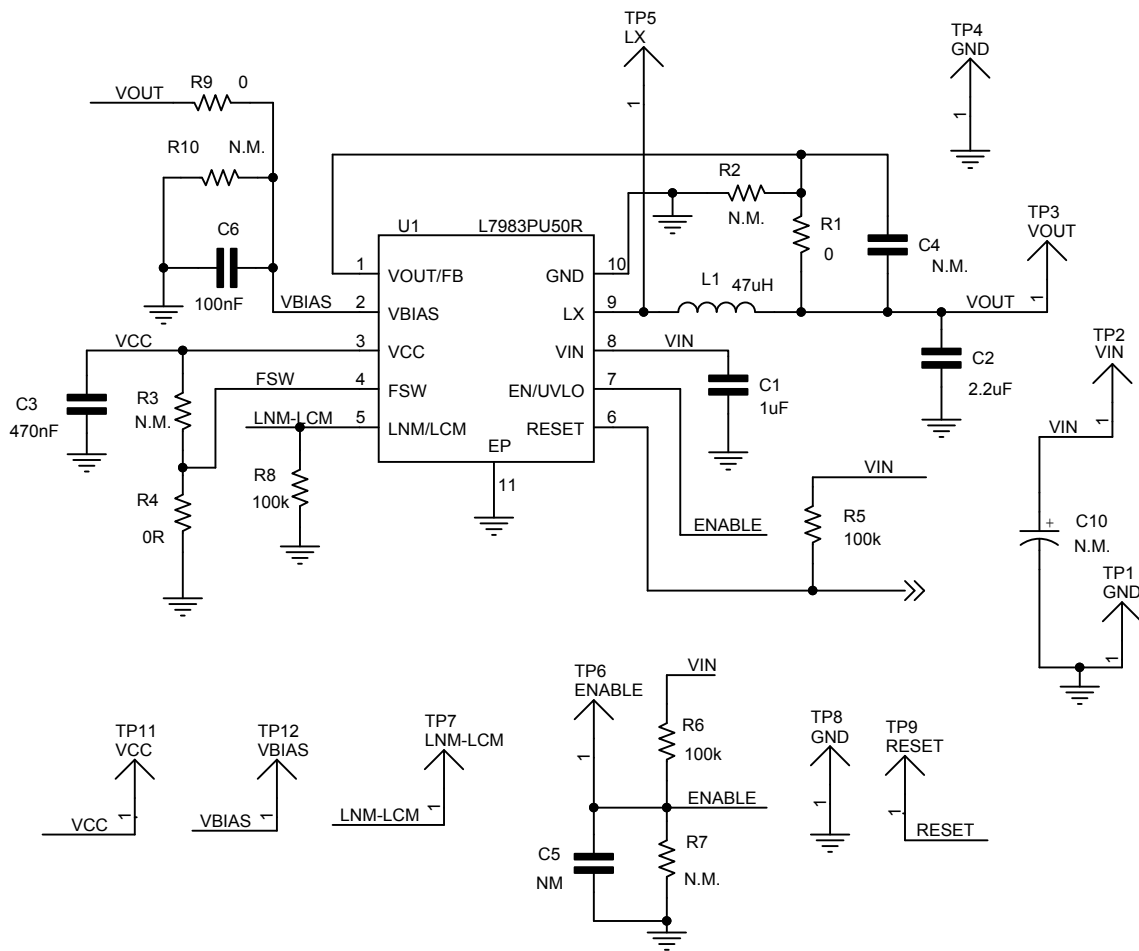 TP5
LX
1
TP4
GND
1
R9 0
VOUT
R10 N.M.
C6
100nF
VBIAS
R2
N.M.
R1
0
C4
N.M.
TP3
VOUT
1
U1 L7983PU50R
1 VOUT/FB
2 VBIAS
3 VCC
4 FSW
5 LNM/LCM
GND 10
LX 9
VIN 8
EN/UVLO 7
RESET 6
EP
11
L1 47uH
VOUT
VIN
C1
1uF
C2
2.2uF
TP2
VIN
1
VIN
VCC
FSW
LNM-LCM
C3
470nF
R3
N.M.
R4
0R
R8
100k
ENABLE
VIN
R5
100k
+
C10
N.M.
TP1
GND
1
TP11
VCC
1
VCC
TP12
VBIAS
1
VBIAS
TP7
LNM-LCM
1
LNM-LCM
TP6
ENABLE
1
VIN
R6
100k
ENABLE
C5
NM
R7
N.M.
TP8
GND
1
TP9
RESET
1
RESET